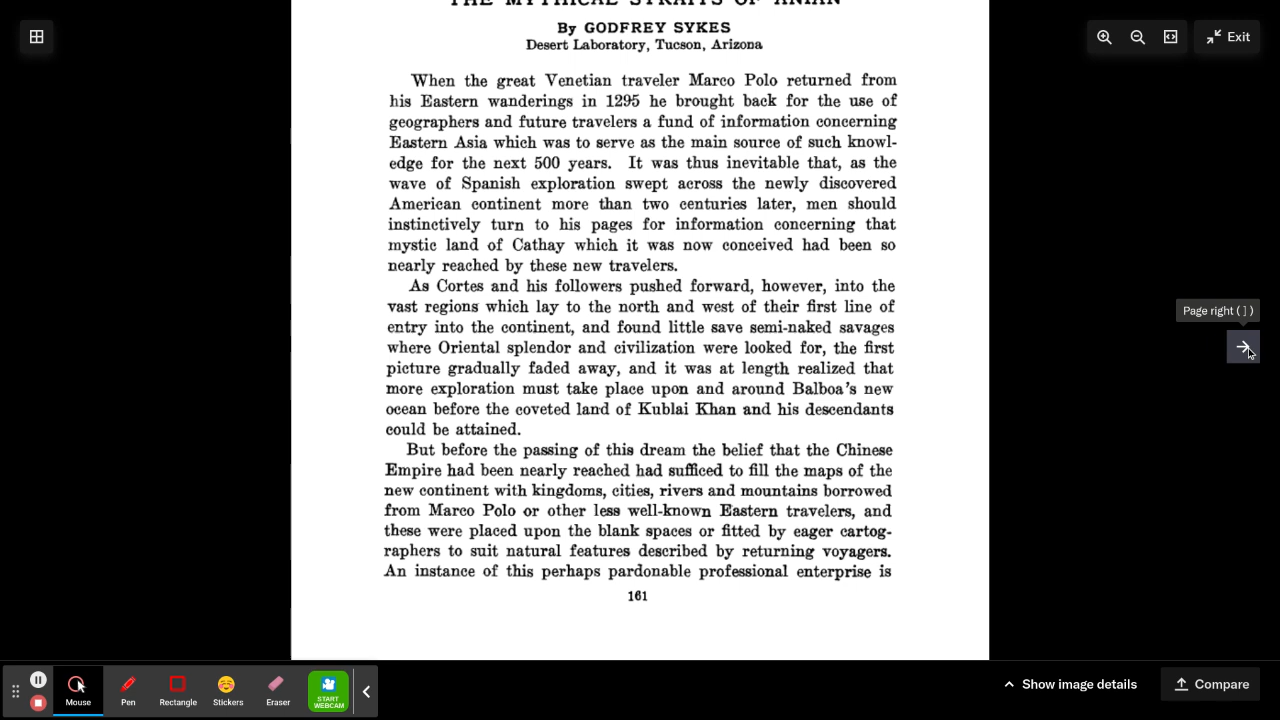 THE MYTHICAL STRAITS OF ANIAN
By GODFREY SYKES
Desert Laboratory, Tucson, Arizona
When the great Venetian traveler Marco Polo returned from
his Eastern wanderings in 1295 he brought back for the use of
geographers and future travelers a fund of information concerning
Eastern Asia which was to serve as the main source of such knowl-
edge for the next 500 years. It was thus inevitable that, as the
wave of Spanish exploration swept across the newly discovered
American continent more than two centuries later, men should
instinctively turn to his pages for information concerning that
mystic land of Cathay which it was now conceived had been so
nearly reached by these new travelers.
As Cortes and his followers pushed forward, however, into the
vast regions which lay to the north and west of their first line of
entry into the continent, and found little save semi-naked savages
where Oriental splendor and civilization were looked for, the first
picture gradually faded away, and it was at length realized that
more exploration must take place upon and around Balboa's new
ocean before the coveted land of Kublai Khan and his descendants
could be attained.
But before the passing of this dream the belief that the Chinese
Empire had been nearly reached had sufficed to fill the maps of the
new continent with kingdoms, cities, rivers and mountains borrowed
from Marco Polo or other less well-known Eastern travelers, and
these were placed upon the blank spaces or fitted by eager cartog-
raphers to suit natural features described by returning voyagers.
An instance of this perhaps pardonable professional enterprise is
161
Exit
Page right ( ] )
Mouse
Pen
Rectangle
Stickers
Eraser
START
WEBCAM
Show image details
Compare